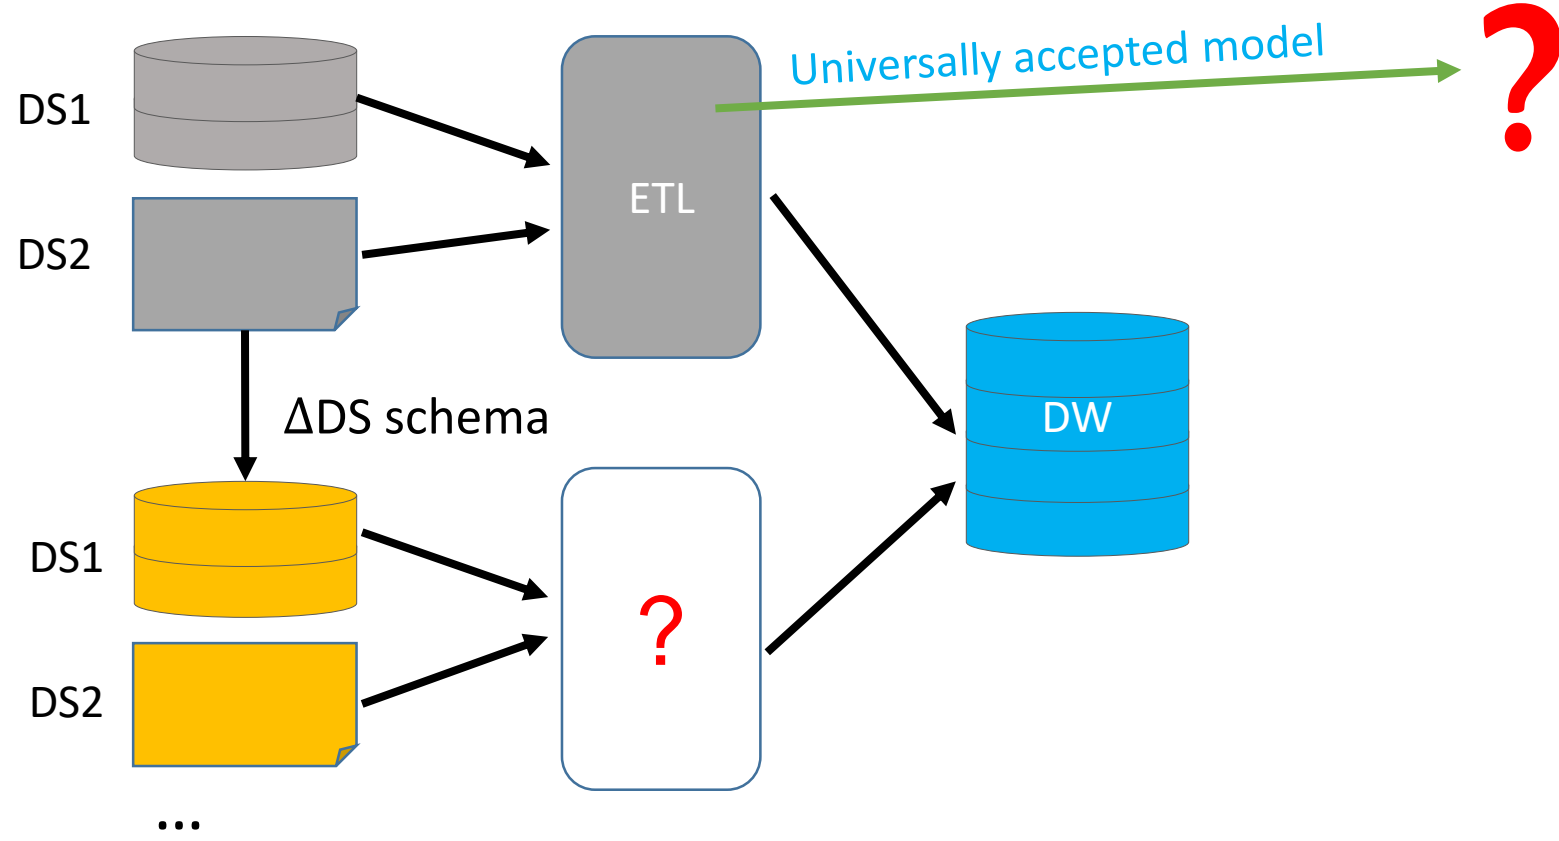 Universally accepted model
?
DS1
ETL
DS2
ΔDS schema
DW
DS1
?
DS2
...